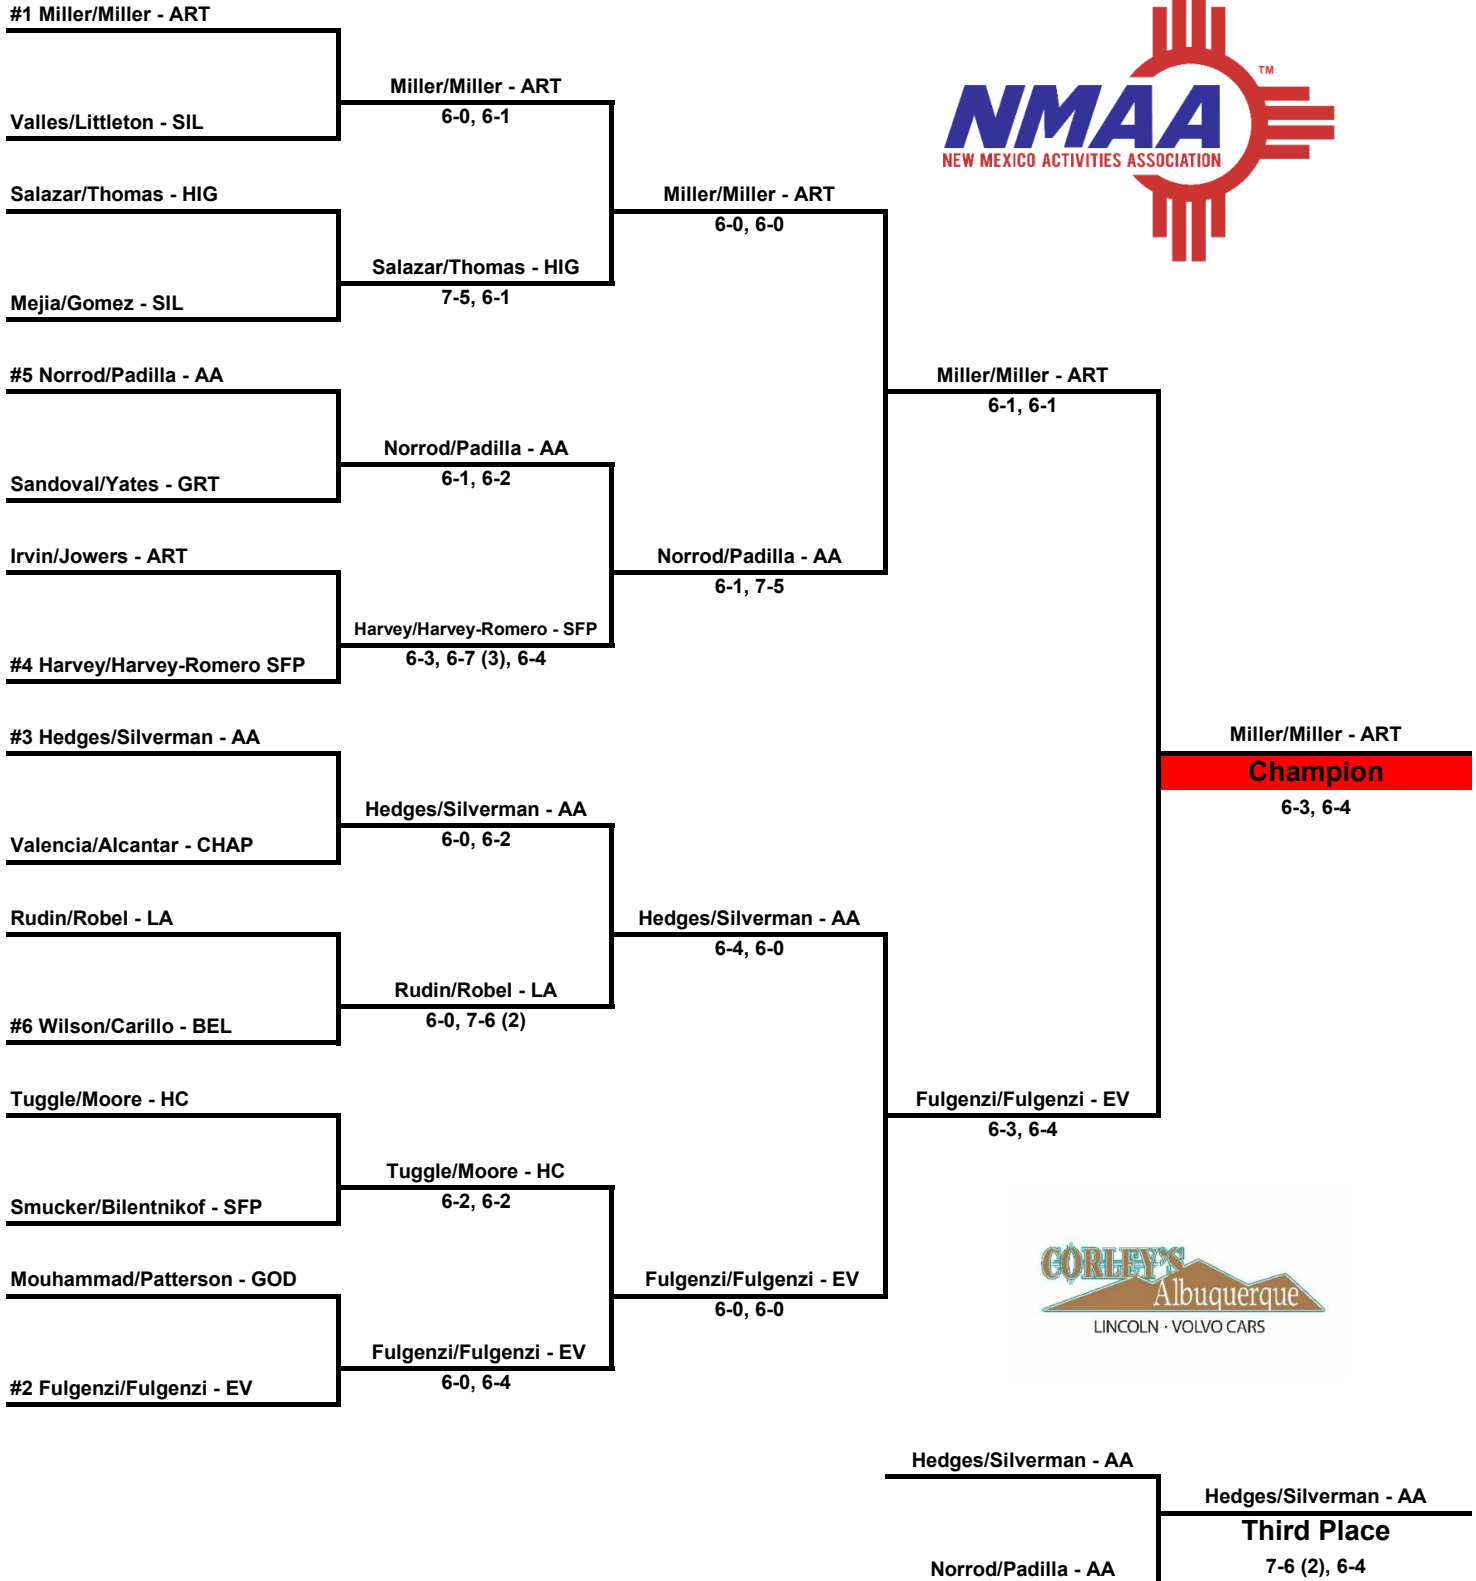 #1 Miller/Miller - ART
Valles/Littleton - SIL
Salazar/Thomas - HIG
Mejia/Gomez - SIL
#5 Norrod/Padilla - AA
Sandoval/Yates - GRT
Irvin/Jowers - ART
#4 Harvey/Harvey-Romero SFP
#3 Hedges/Silverman - AA
Valencia/Alcantar - CHAP
Rudin/Robel - LA
#6 Wilson/Carillo - BEL
Tuggle/Moore - HC
Smucker/Bilentnikof - SFP
Mouhammad/Patterson - GOD
#2 Fulgenzi/Fulgenzi - EV
Miller/Miller - ART
6-0, 6-1
Salazar/Thomas - HIG
7-5, 6-1
Norrod/Padilla - AA
6-1, 6-2
Harvey/Harvey-Romero - SFP
6-3, 6-7 (3), 6-4
Hedges/Silverman - AA
6-0, 6-2
Rudin/Robel - LA
6-0, 7-6 (2)
Tuggle/Moore - HC
6-2, 6-2
Fulgenzi/Fulgenzi - EV
6-0, 6-4
Miller/Miller - ART
6-0, 6-0
Norrod/Padilla - AA
6-1, 7-5
Hedges/Silverman - AA
6-4, 6-0
Fulgenzi/Fulgenzi - EV
6-0, 6-0
NMAA
TM
NEW MEXICO ACTIVITIES ASSOCIATION
Miller/Miller - ART
6-1, 6-1
Fulgenzi/Fulgenzi - EV
6-3, 6-4
Miller/Miller - ART
Champion
6-3, 6-4
CORLEY'S
Albuquerque
LINCOLN · VOLVO CARS
Hedges/Silverman - AA
Norrod/Padilla - AA
Hedges/Silverman - AA
Third Place
7-6 (2), 6-4